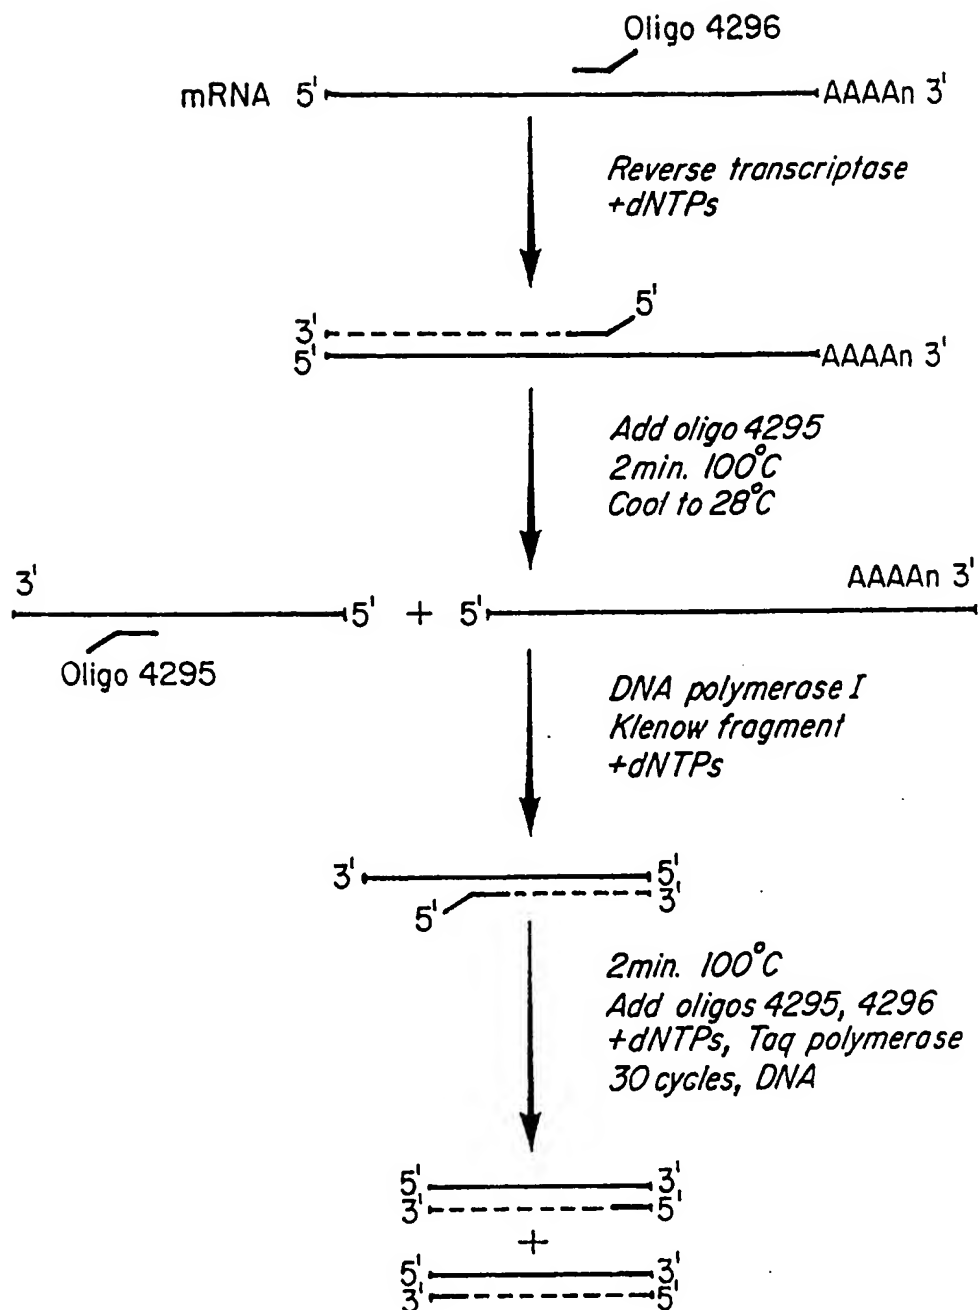 Oligo 4296
mRNA 5' AAAAn 3'
Reverse transcriptase
+dNTPs
5'
3'
5' AAAAn 3'
Add oligo 4295
2min. 100°C
Cool to 28°C
3' AAAAn 3'
5' + 5'
Oligo 4295
DNA polymerase I
Klenow fragment
+dNTPs
3' 5'
5' 3'
2min. 100°C
Add oligos 4295, 4296
+dNTPs, Taq polymerase
30 cycles, DNA
5' 3'
3' 5'
+
5' 3'
3' 5'